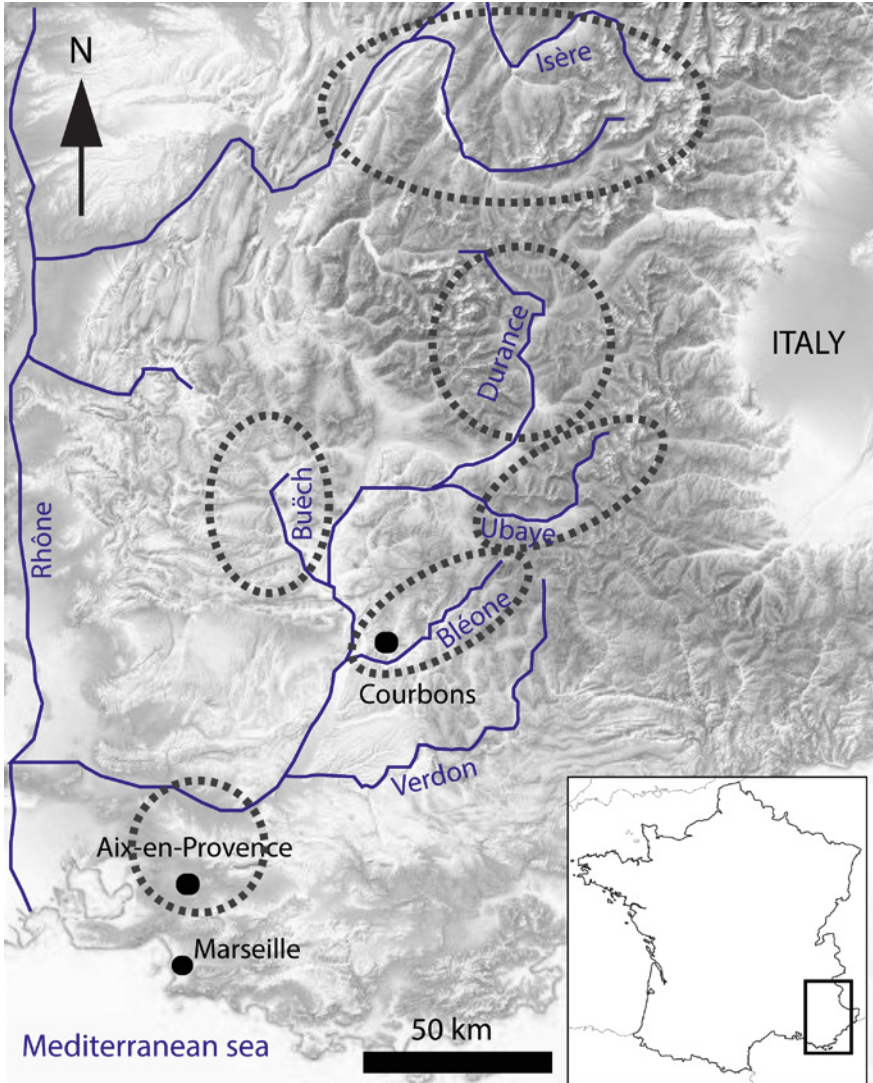 N
Isère
Durance
ITALY
Buëch
Ubaye
Rhône
Bléone
Courbons
Verdon
Aix-en-Provence
Marseille
50 km
Mediterranean sea